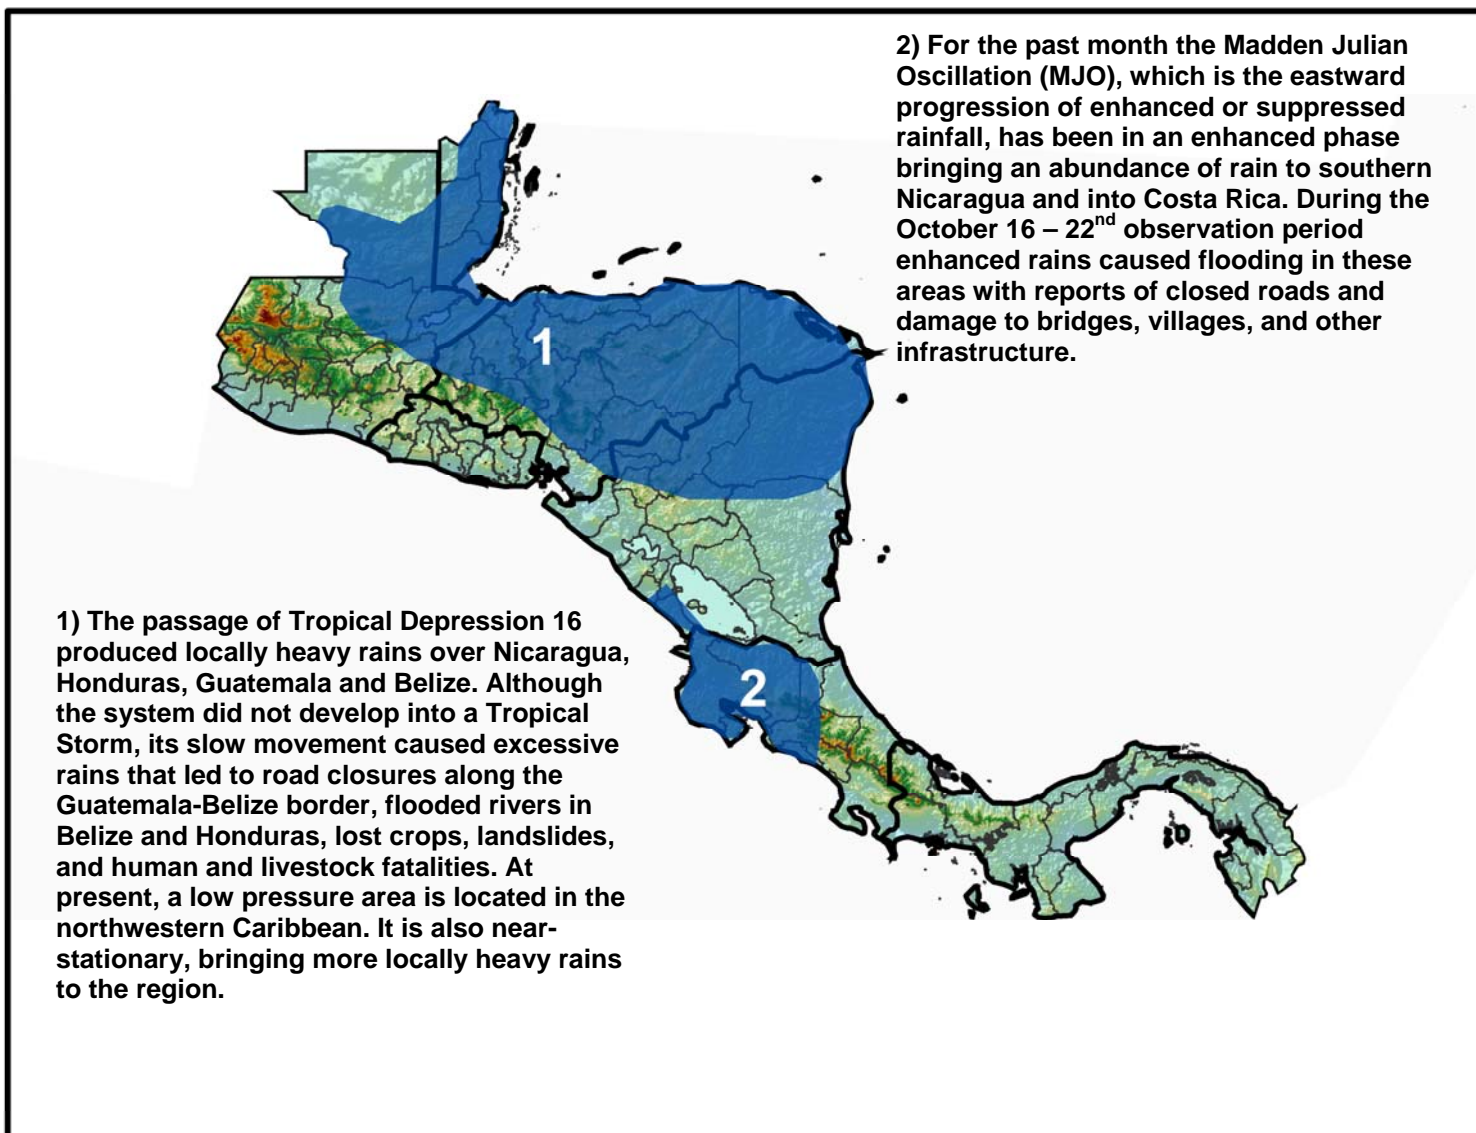 2) For the past month the Madden Julian
Oscillation (MJO), which is the eastward
progression of enhanced or suppressed
rainfall, has been in an enhanced phase
bringing an abundance of rain to southern
Nicaragua and into Costa Rica. During the
October 16 – 22nd observation period
enhanced rains caused flooding in these
areas with reports of closed roads and
damage to bridges, villages, and other
infrastructure.
1
2
1) The passage of Tropical Depression 16
produced locally heavy rains over Nicaragua,
Honduras, Guatemala and Belize. Although
the system did not develop into a Tropical
Storm, its slow movement caused excessive
rains that led to road closures along the
Guatemala-Belize border, flooded rivers in
Belize and Honduras, lost crops, landslides,
and human and livestock fatalities. At
present, a low pressure area is located in the
northwestern Caribbean. It is also near-
stationary, bringing more locally heavy rains
to the region.